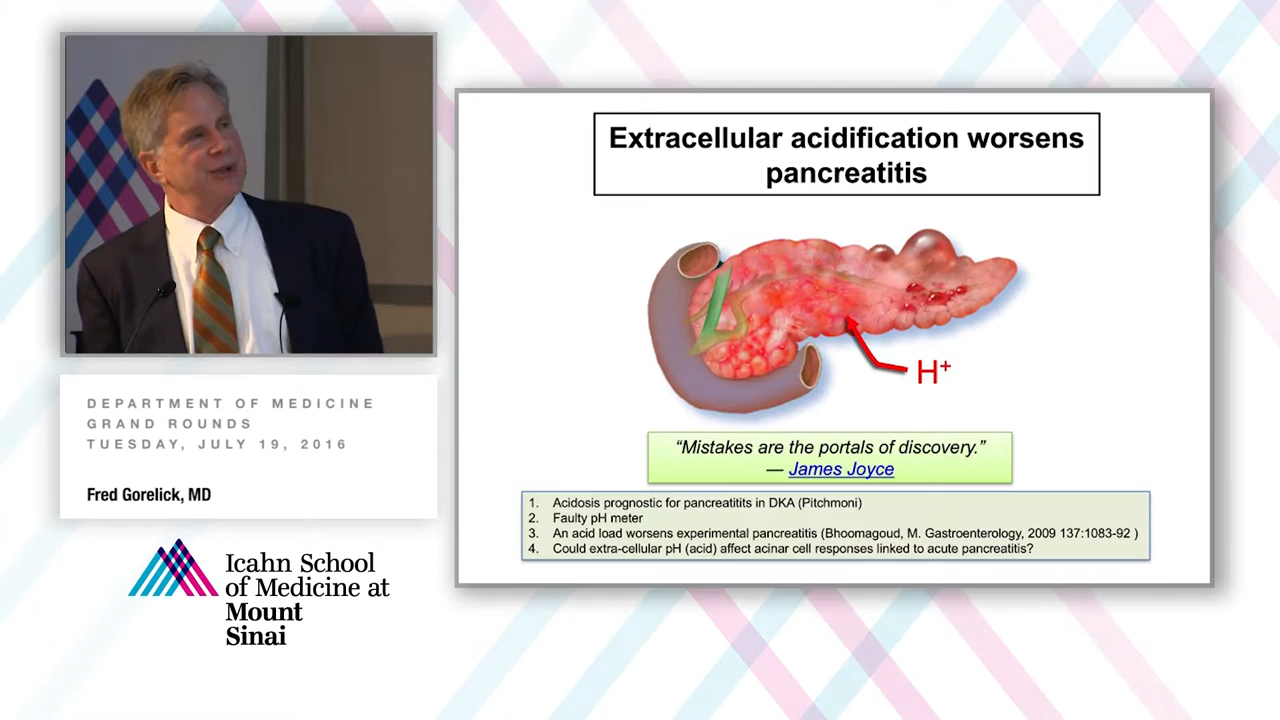 Extracellular acidification worsens
pancreatitis
H+
“Mistakes are the portals of discovery.”
— James Joyce
1. Acidosis prognostic for pancreatitits in DKA (Pitchmoni)
2. Faulty pH meter
3. An acid load worsens experimental pancreatitis (Bhoomagoud, M. Gastroenterology, 2009 137:1083-92 )
4. Could extra-cellular pH (acid) affect acinar cell responses linked to acute pancreatitis?
DEPARTMENT OF MEDICINE
GRAND ROUNDS
TUESDAY, JULY 19, 2016
Fred Gorelick, MD
Icahn School
of Medicine at
Mount
Sinai